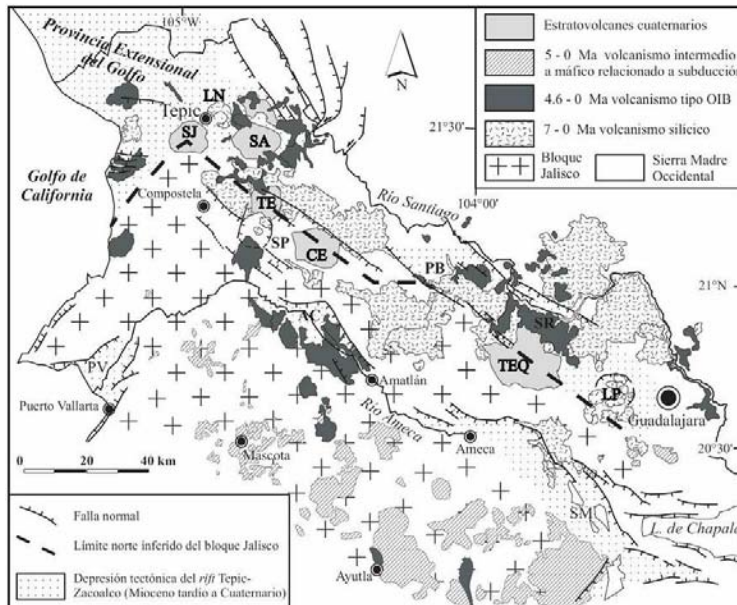 105°W
Provincia Extensional
del Golfo
LN
Tepic
SJ
SA
N
21°30
Golfo de
California
Compostela
TE
SP
CE
Río Santiago
104°00
PB
21°N
AC
SR
TEQ
PV
Puerto Vallarta
Amatlán
LP
Guadalajara
Río Ameca
Ameca
20°30
0 20 40 km
Mascota
SM
L. de Chapala
Ayutla
Estratovolcanes cuaternarios
5 - 0 Ma volcanismo intermedio
a máfico relacionado a subducción
4.6 - 0 Ma volcanismo tipo OIB
7 - 0 Ma volcanismo silícico
Bloque
Jalisco
Sierra Madre
Occidental
Falla normal
Límite norte inferido del bloque Jalisco
Depresión tectónica del rift Tepic-
Zacoalco (Mioceno tardío a Cuaternario)